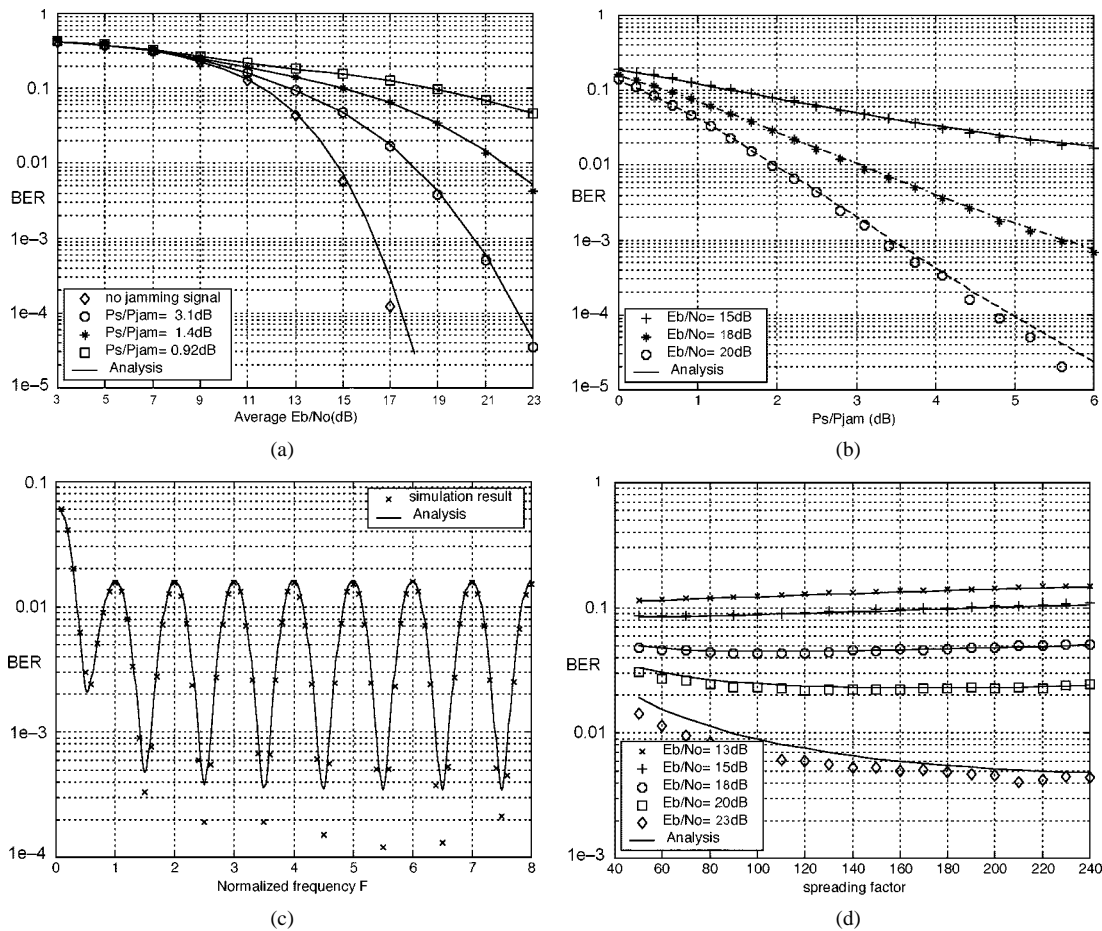 1
0.1
0.01
BER
1e−3
1e−4
1e−5
no jamming signal
Ps/Pjam= 3.1dB
Ps/Pjam= 1.4dB
Ps/Pjam= 0.92dB
Analysis
3 5 7 9 11 13 15 17 19 21 23
Average Eb/No(dB)
(a)
1
0.1
0.01
BER
1e−3
1e−4
1e−5
Eb/No= 15dB
Eb/No= 18dB
Eb/No= 20dB
Analysis
0 1 2 3 4 5 6
Ps/Pjam (dB)
(b)
0.1
0.01
BER
1e−3
1e−4
simulation result
Analysis
0 1 2 3 4 5 6 7 8
Normalized frequency F
(c)
1
0.1
BER
0.01
1e−3
Eb/No= 13dB
Eb/No= 15dB
Eb/No= 18dB
Eb/No= 20dB
Eb/No= 23dB
Analysis
40 60 80 100 120 140 160 180 200 220 240
spreading factor
(d)